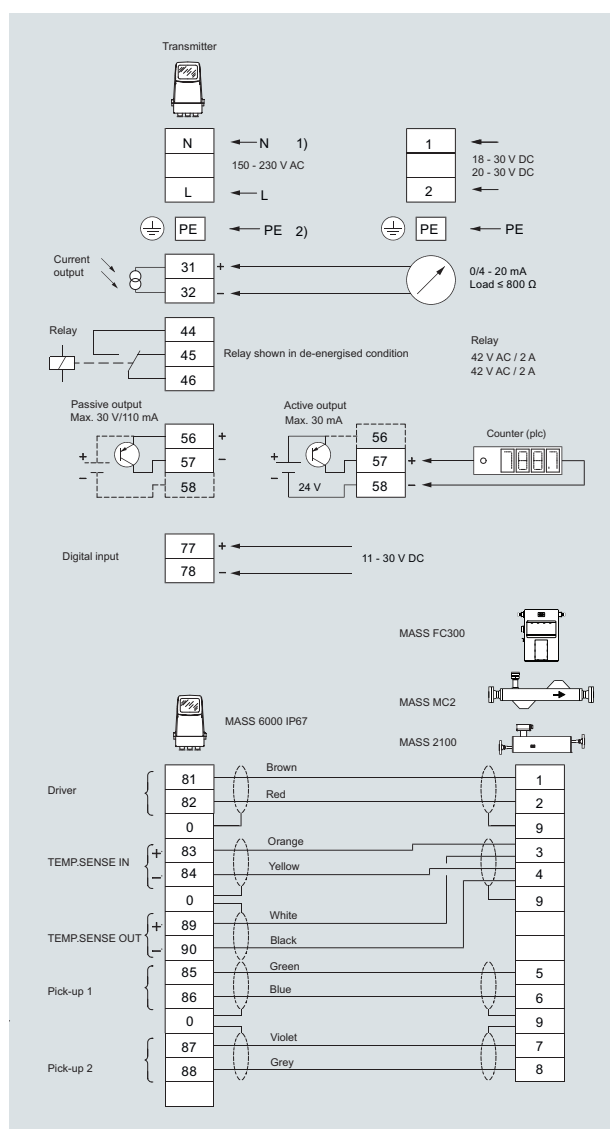 Transmitter
N N 1) 1
150 - 230 V AC 18 - 30 V DC
20 - 30 V DC
L L 2
PE PE 2) PE PE
Current
output
31 +
32 –
0/4 - 20 mA
Load ≤ 800 Ω
Relay
44
45
46
Relay shown in de-energised condition
Relay
42 V AC / 2 A
42 V AC / 2 A
Passive output
Max. 30 V/110 mA
+
–
56 +
57 –
58
Active output
Max. 30 mA
+
–
24 V
56
57 +
58 –
Counter (plc)
Digital input
77 +
78 –
11 - 30 V DC
MASS FC300
MASS MC2
MASS 6000 IP67
MASS 2100
Driver
81 Brown 1
82 Red 2
0 9
TEMP.SENSE IN
+ 83 Orange 3
– 84 Yellow 4
0 9
TEMP.SENSE OUT
+ 89 White
– 90 Black
Pick-up 1
85 Green 5
86 Blue 6
0 9
Pick-up 2
87 Violet 7
88 Grey 8